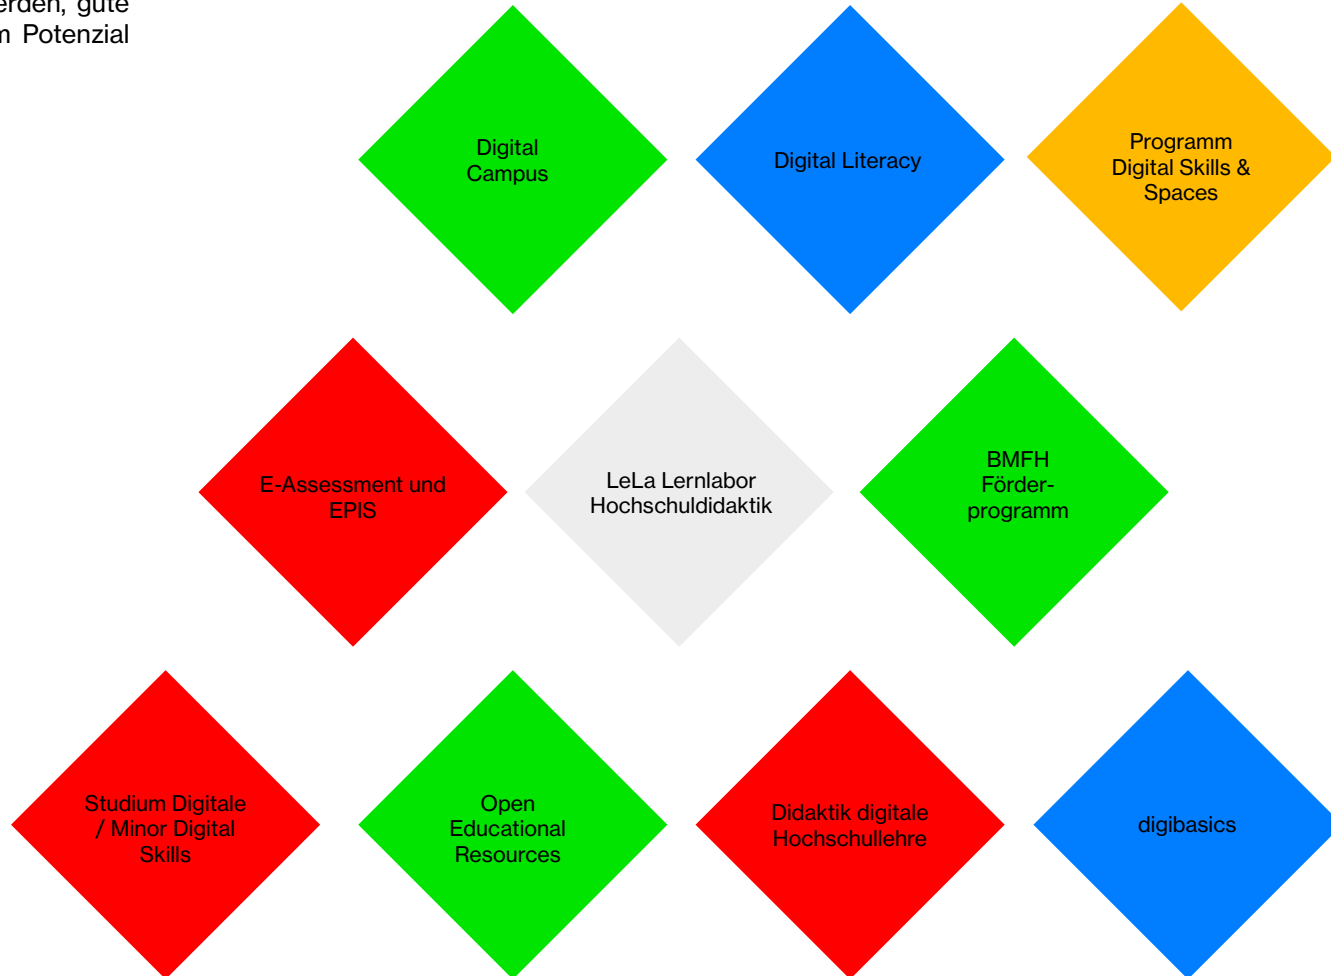 erden, gute
m Potenzial
Digital
Campus
Digital Literacy
Programm
Digital Skills &
Spaces
E-Assessment und
EPIS
LeLa Lernlabor
Hochschuldidaktik
BMFH
Förder-
programm
Studium Digitale
/ Minor Digital
Skills
Open
Educational
Resources
Didaktik digitale
Hochschullehre
digibasics